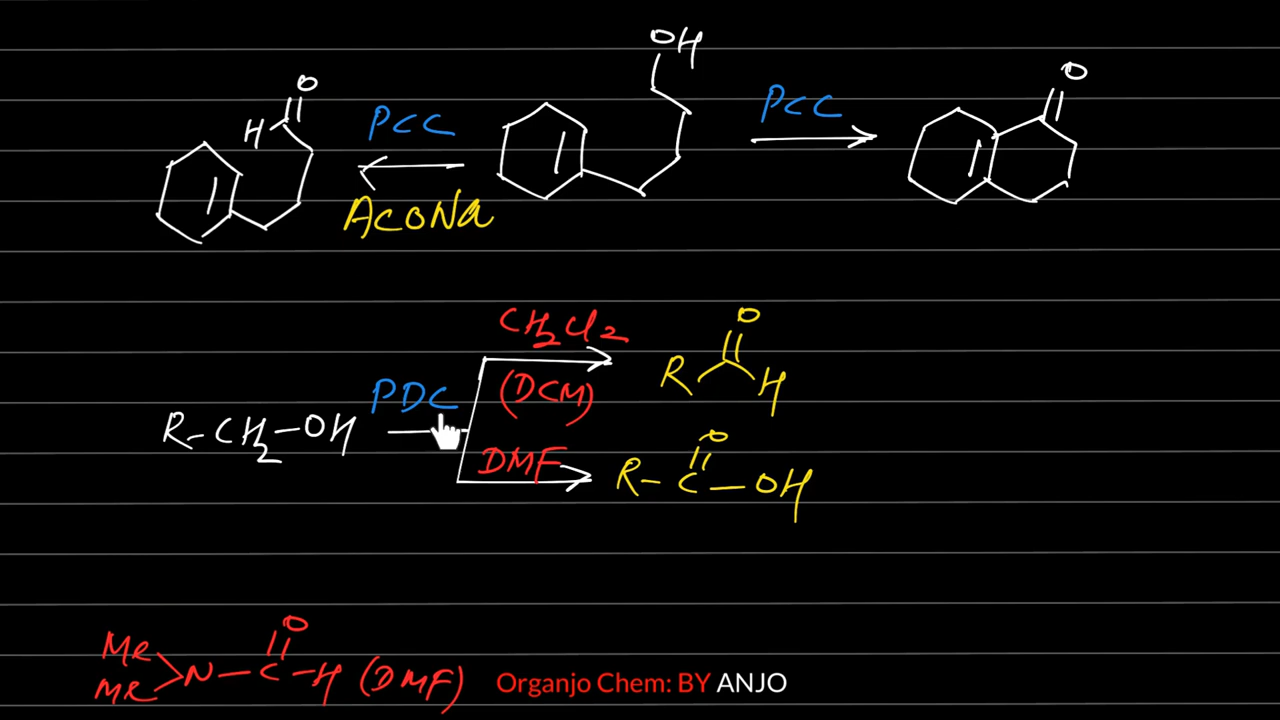 OH
O
H
PCC
PCC
O
AcONa
CH2Cl2
O
PDC
(DCM)
R
H
R-CH2-OH
DMF
O
R-C-OH
O
Me
Me
N-C-H (DMF)
Organjo Chem: BY ANJO